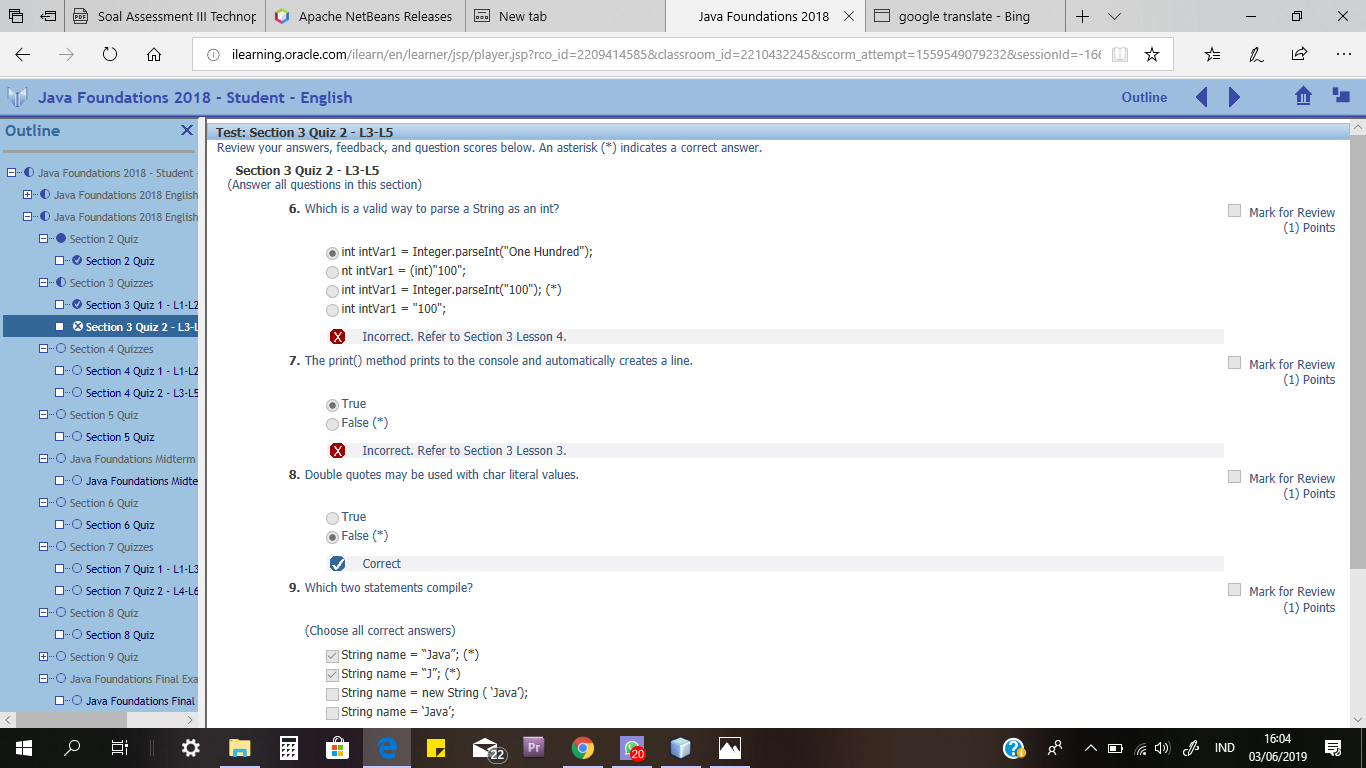 Soal Assessment III Technop
Apache NetBeans Releases
New tab
Java Foundations 2018
google translate - Bing
ilearning.oracle.com/ilearn/en/learner/jsp/player.jsp?rco_id=2209414585&classroom_id=2210432245&scorm_attempt=1559549079232&sessionId=-166
Java Foundations 2018 - Student - English
Outline
Outline
Java Foundations 2018 - Student
Java Foundations 2018 English
Java Foundations 2018 English
Section 2 Quiz
Section 2 Quiz
Section 3 Quizzes
Section 3 Quiz 1 - L1-L2
Section 3 Quiz 2 - L3-L
Section 4 Quizzes
Section 4 Quiz 1 - L1-L2
Section 4 Quiz 2 - L3-L5
Section 5 Quiz
Section 5 Quiz
Java Foundations Midterm
Java Foundations Midte
Section 6 Quiz
Section 6 Quiz
Section 7 Quizzes
Section 7 Quiz 1 - L1-L3
Section 7 Quiz 2 - L4-L6
Section 8 Quiz
Section 8 Quiz
Section 9 Quiz
Java Foundations Final Exa
Java Foundations Final
Test: Section 3 Quiz 2 - L3-L5
Review your answers, feedback, and question scores below. An asterisk (*) indicates a correct answer.
Section 3 Quiz 2 - L3-L5
(Answer all questions in this section)
6. Which is a valid way to parse a String as an int?
Mark for Review
(1) Points
int intVar1 = Integer.parseInt("One Hundred");
nt intVar1 = (int)"100";
int intVar1 = Integer.parseInt("100"); (*)
int intVar1 = "100";
Incorrect. Refer to Section 3 Lesson 4.
7. The print() method prints to the console and automatically creates a line.
Mark for Review
(1) Points
True
False (*)
Incorrect. Refer to Section 3 Lesson 3.
8. Double quotes may be used with char literal values.
Mark for Review
(1) Points
True
False (*)
Correct
9. Which two statements compile?
Mark for Review
(1) Points
(Choose all correct answers)
String name = “Java”; (*)
String name = “J”; (*)
String name = new String ( ‘Java’);
String name = ‘Java’;
22
Pr
20
IND
16:04
03/06/2019